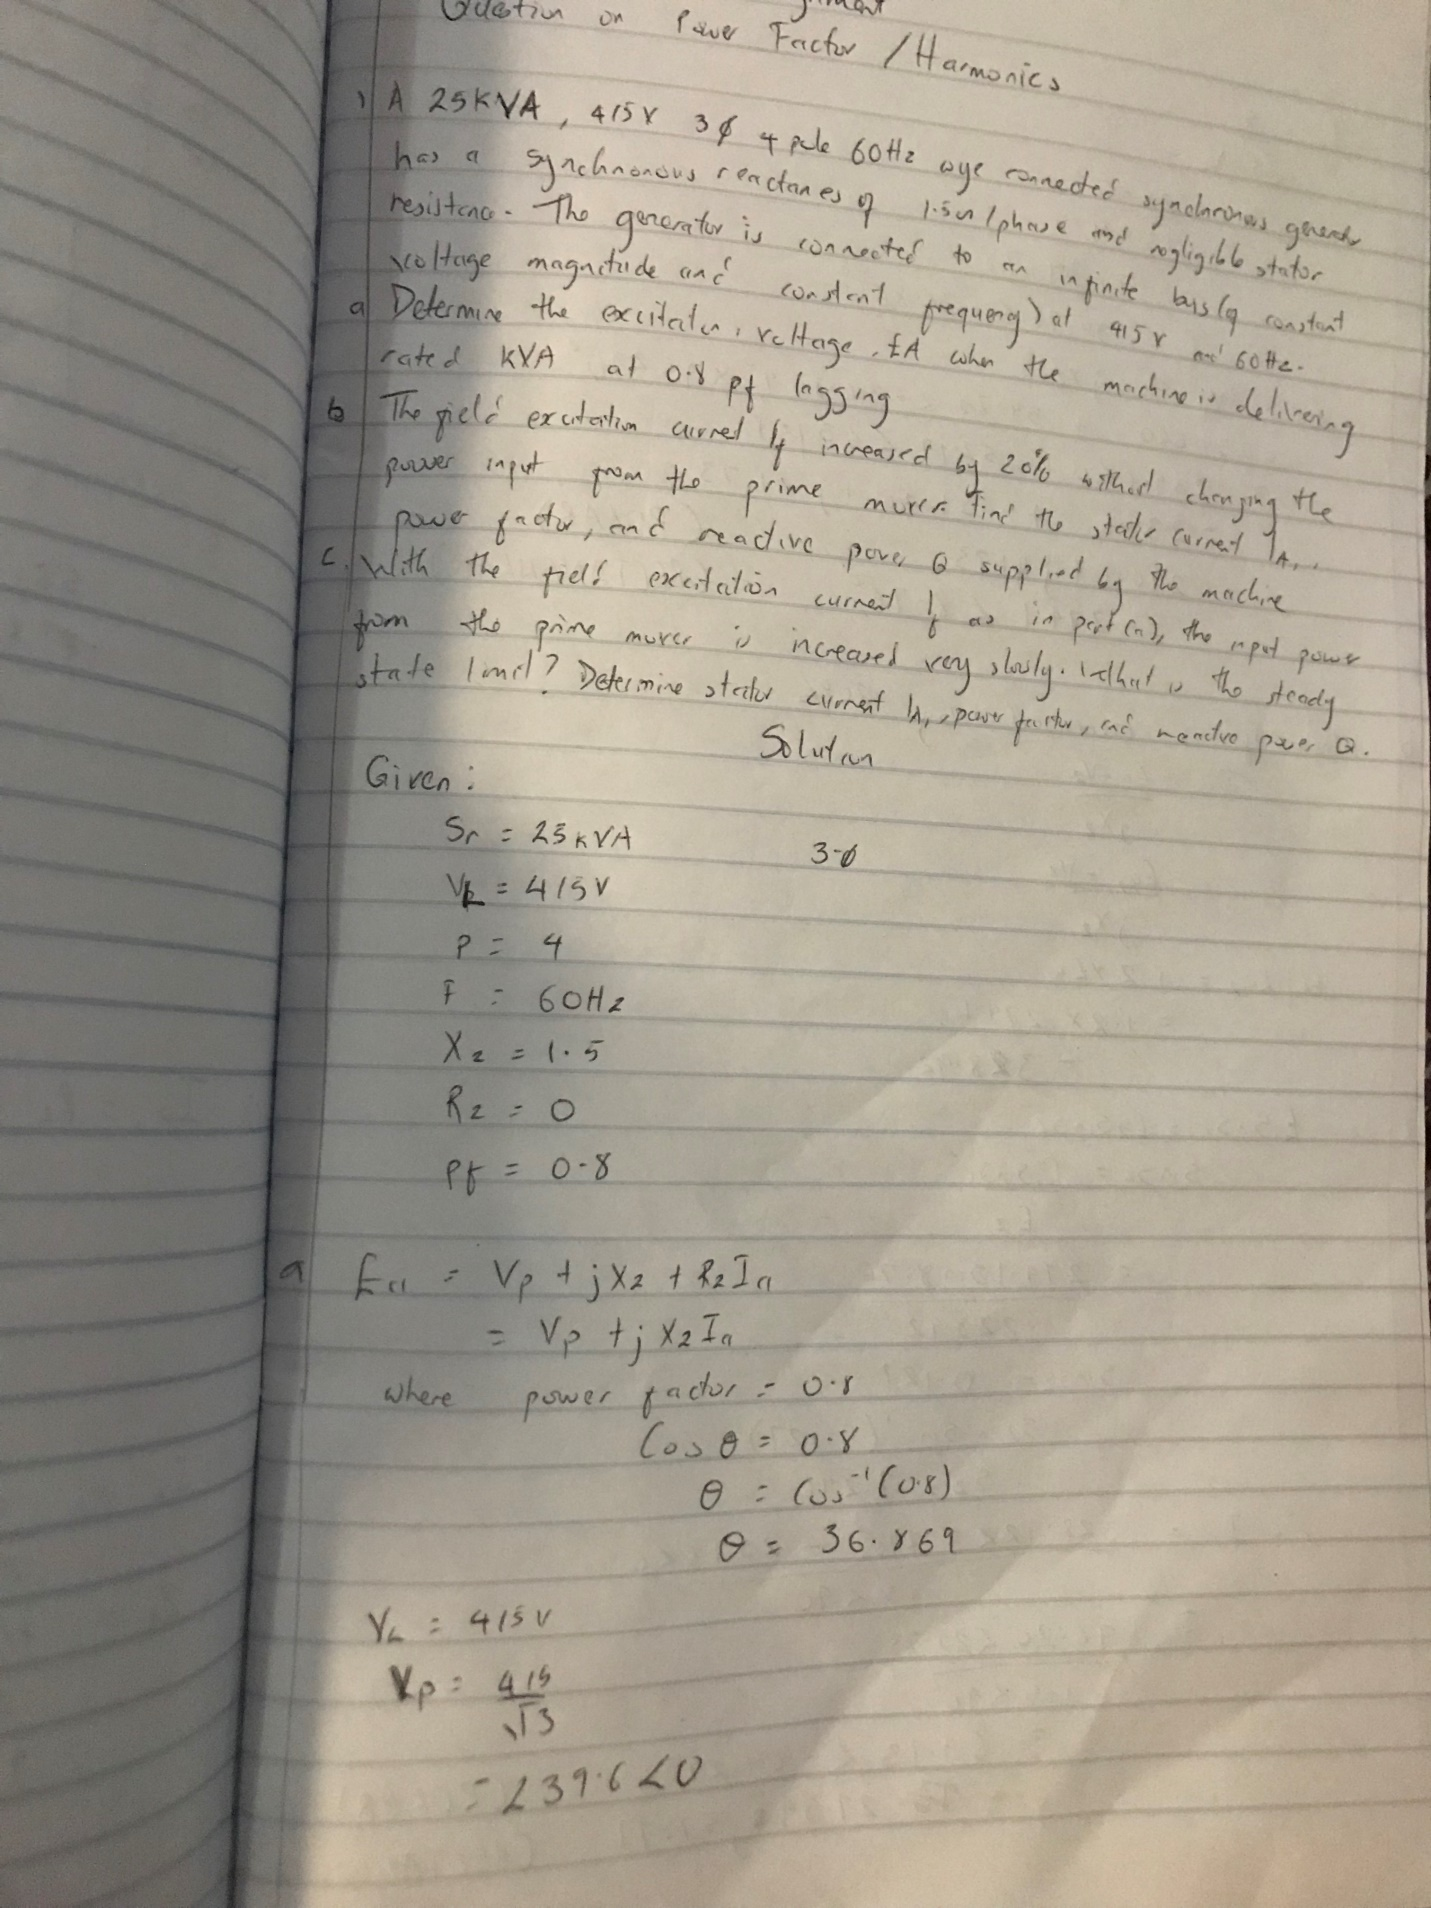 Question on Power Factor / Harmonics
1) A 25KVA, 415V 3ø 4 pole 60Hz wye connected synchronous generator
has a synchronous reactances of 1.5Ω/phase and negligible stator
resistance. The generator is connected to an infinite bus (of constant
voltage magnitude and constant frequency) at 415V and 60Hz.
a Determine the excitation voltage EA when the machine is delivering
rated KVA at 0.8 pf lagging
b The field excitation current If increased by 20% without changing the
power input from the prime mover. Find the stator current IA,
power factor, and reactive power Q supplied by the machine
c. With the field excitation current If as in part (a), the input power
from the prime mover is increased very slowly. What is the steady
state limit? Determine stator current IA, power factor, and reactive power Q.
Solution
Given:
Sr = 25KVA 3-ø
VL = 415V
P = 4
F = 60Hz
X2 = 1.5
R2 = 0
Pf = 0.8
a Ea = Vp + jX2 + R2Ia
= Vp + jX2Ia
where power factor = 0.8
Cos θ = 0.8
θ = Cos⁻¹(0.8)
θ = 36.869
VL = 415V
Vp = 415/√3
= 239.6∠0